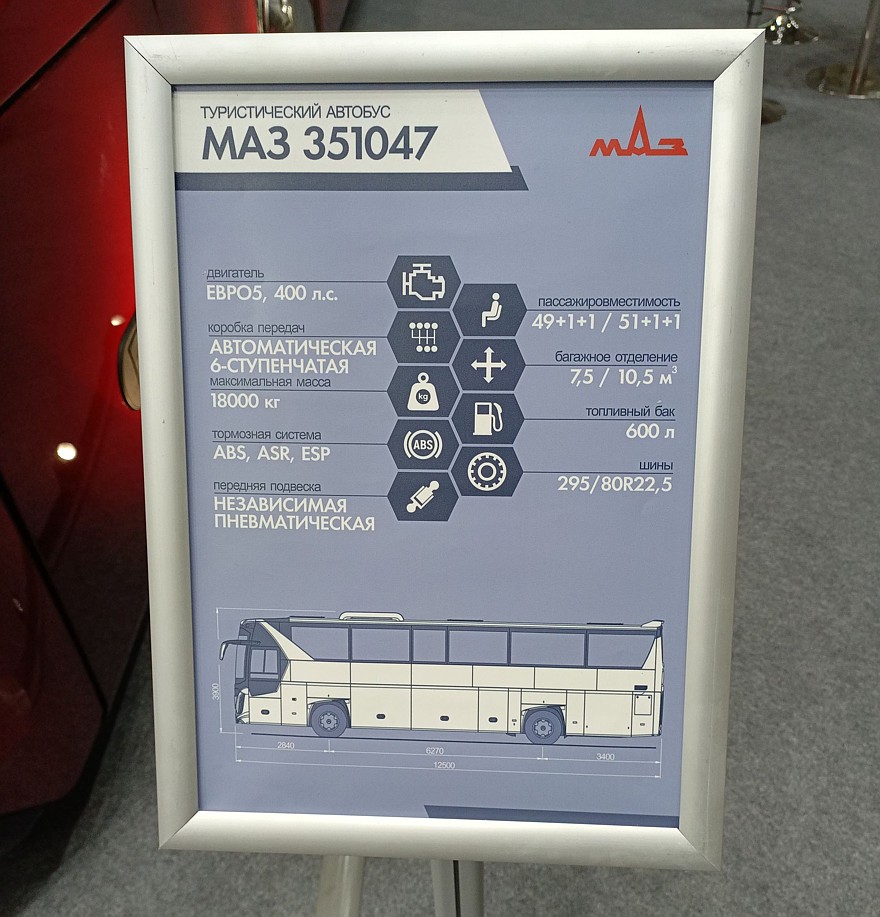 ТУРИСТИЧЕСКИЙ АВТОБУС
МАЗ 351047
МАЗ
двигатель
ЕВРО5, 400 л.с.
коробка передач
АВТОМАТИЧЕСКАЯ
6-СТУПЕНЧАТАЯ
максимальная масса
18000 кг
тормозная система
ABS, ASR, ESP
передняя подвеска
НЕЗАВИСИМАЯ
ПНЕВМАТИЧЕСКАЯ
kg
ABS
пассажировместимость
49+1+1 / 51+1+1
багажное отделение
7,5 / 10,5 м³
топливный бак
600 л
шины
295/80R22,5
3900
2840
6270
3400
12500